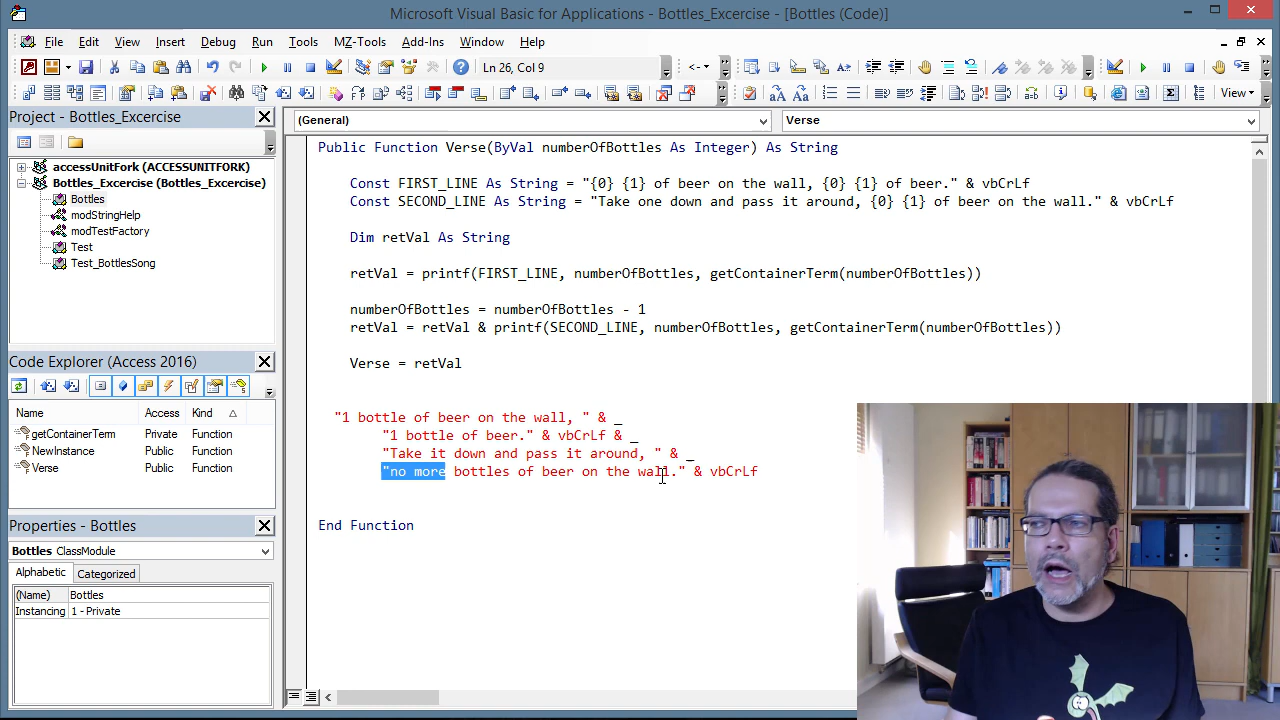 Microsoft Visual Basic for Applications - Bottles_Excercise - [Bottles (Code)]
File Edit View Insert Format Debug Run Tools MZ-Tools Add-Ins Window Help
Ln 26, Col 9
View
Project - Bottles_Excercise
accessUnitFork (ACCESSUNITFORK)
Bottles_Excercise (Bottles_Excercise)
Bottles
modStringHelp
modTestFactory
Test
Test_BottlesSong
Code Explorer (Access 2016)
Name Access Kind
getContainerTerm Private Function
NewInstance Public Function
Verse Public Function
Properties - Bottles
Bottles ClassModule
Alphabetic Categorized
(Name) Bottles
Instancing 1 - Private
(General) Verse
Public Function Verse(ByVal numberOfBottles As Integer) As String
Const FIRST_LINE As String = "{0} {1} of beer on the wall, {0} {1} of beer." & vbCrLf
Const SECOND_LINE As String = "Take one down and pass it around, {0} {1} of beer on the wall." & vbCrLf
Dim retVal As String
retVal = printf(FIRST_LINE, numberOfBottles, getContainerTerm(numberOfBottles))
numberOfBottles = numberOfBottles - 1
retVal = retVal & printf(SECOND_LINE, numberOfBottles, getContainerTerm(numberOfBottles))
Verse = retVal
"1 bottle of beer on the wall, " & _
"1 bottle of beer." & vbCrLf & _
"Take it down and pass it around, " & _
"no more bottles of beer on the wall." & vbCrLf
End Function